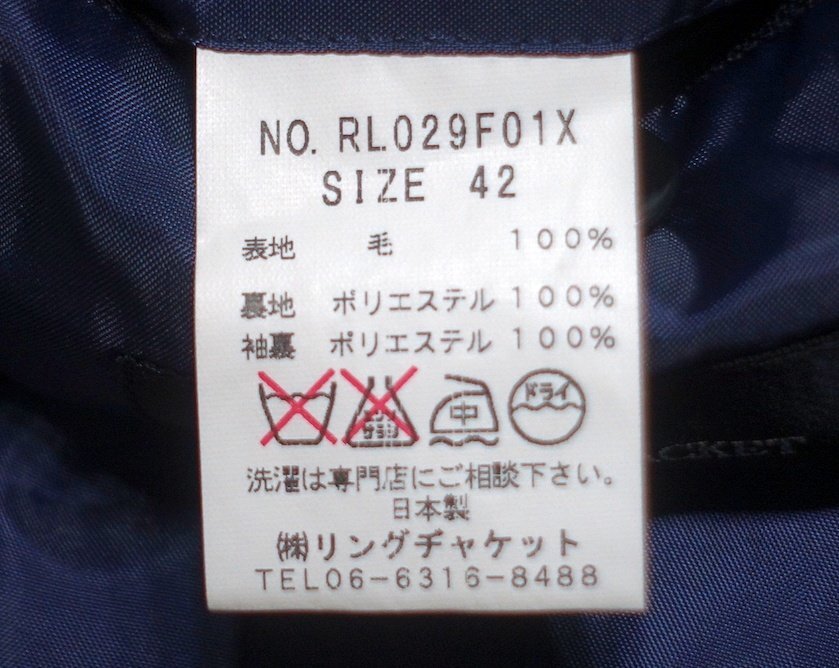 NO. RL029F01X
SIZE 42
表地 毛 100%
裏地 ポリエステル 100%
袖裏 ポリエステル 100%
中 ドライ
洗濯は専門店にご相談下さい。
日本製
㈱リングヂャケット
TEL06-6316-8488